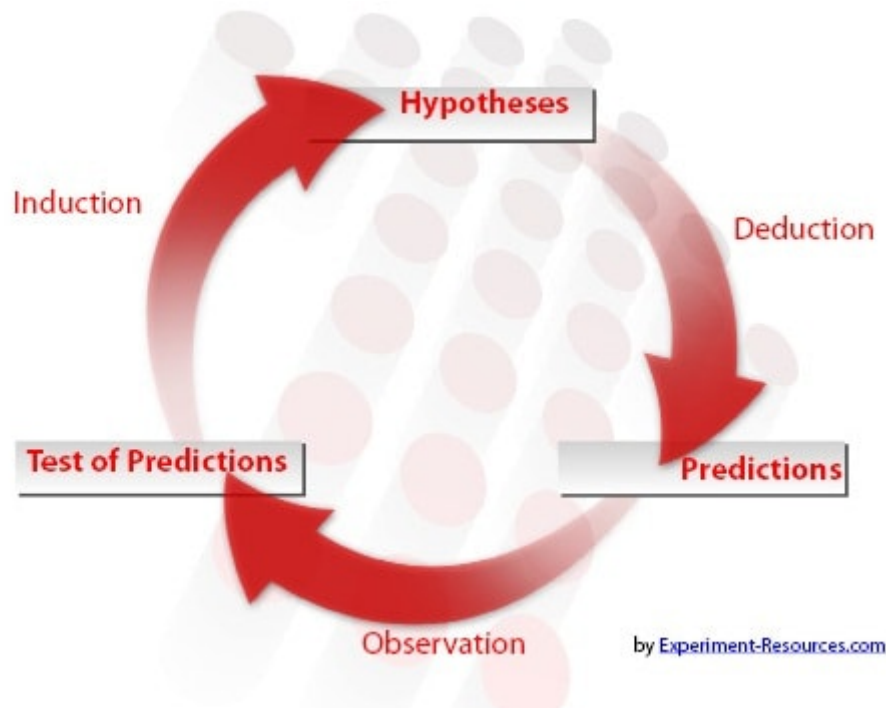 Hypotheses
Induction
Deduction
Test of Predictions
Predictions
Observation
by Experiment-Resources.com